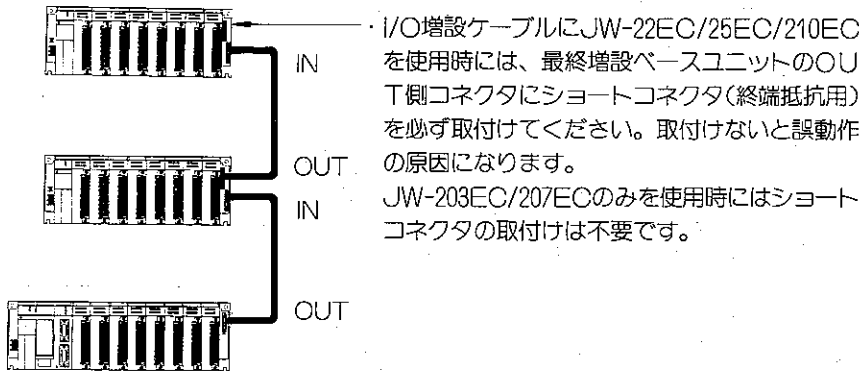 ・I/O増設ケーブルにJW-22EC/25EC/210EC
を使用時には、最終増設ベースユニットのOU
T側コネクタにショートコネクタ(終端抵抗用)
を必ず取付けてください。取付けないと誤動作
の原因になります。
JW-203EC/207ECのみを使用時にはショート
コネクタの取付けは不要です。
IN
OUT
IN
OUT